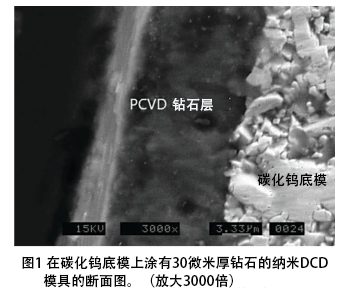 PCVD 钻石层
碳化钨底模
15KV 3000x 3.33μm 0024
图1 在碳化钨底模上涂有30微米厚钻石的纳米DCD
模具的断面图。（放大3000倍）